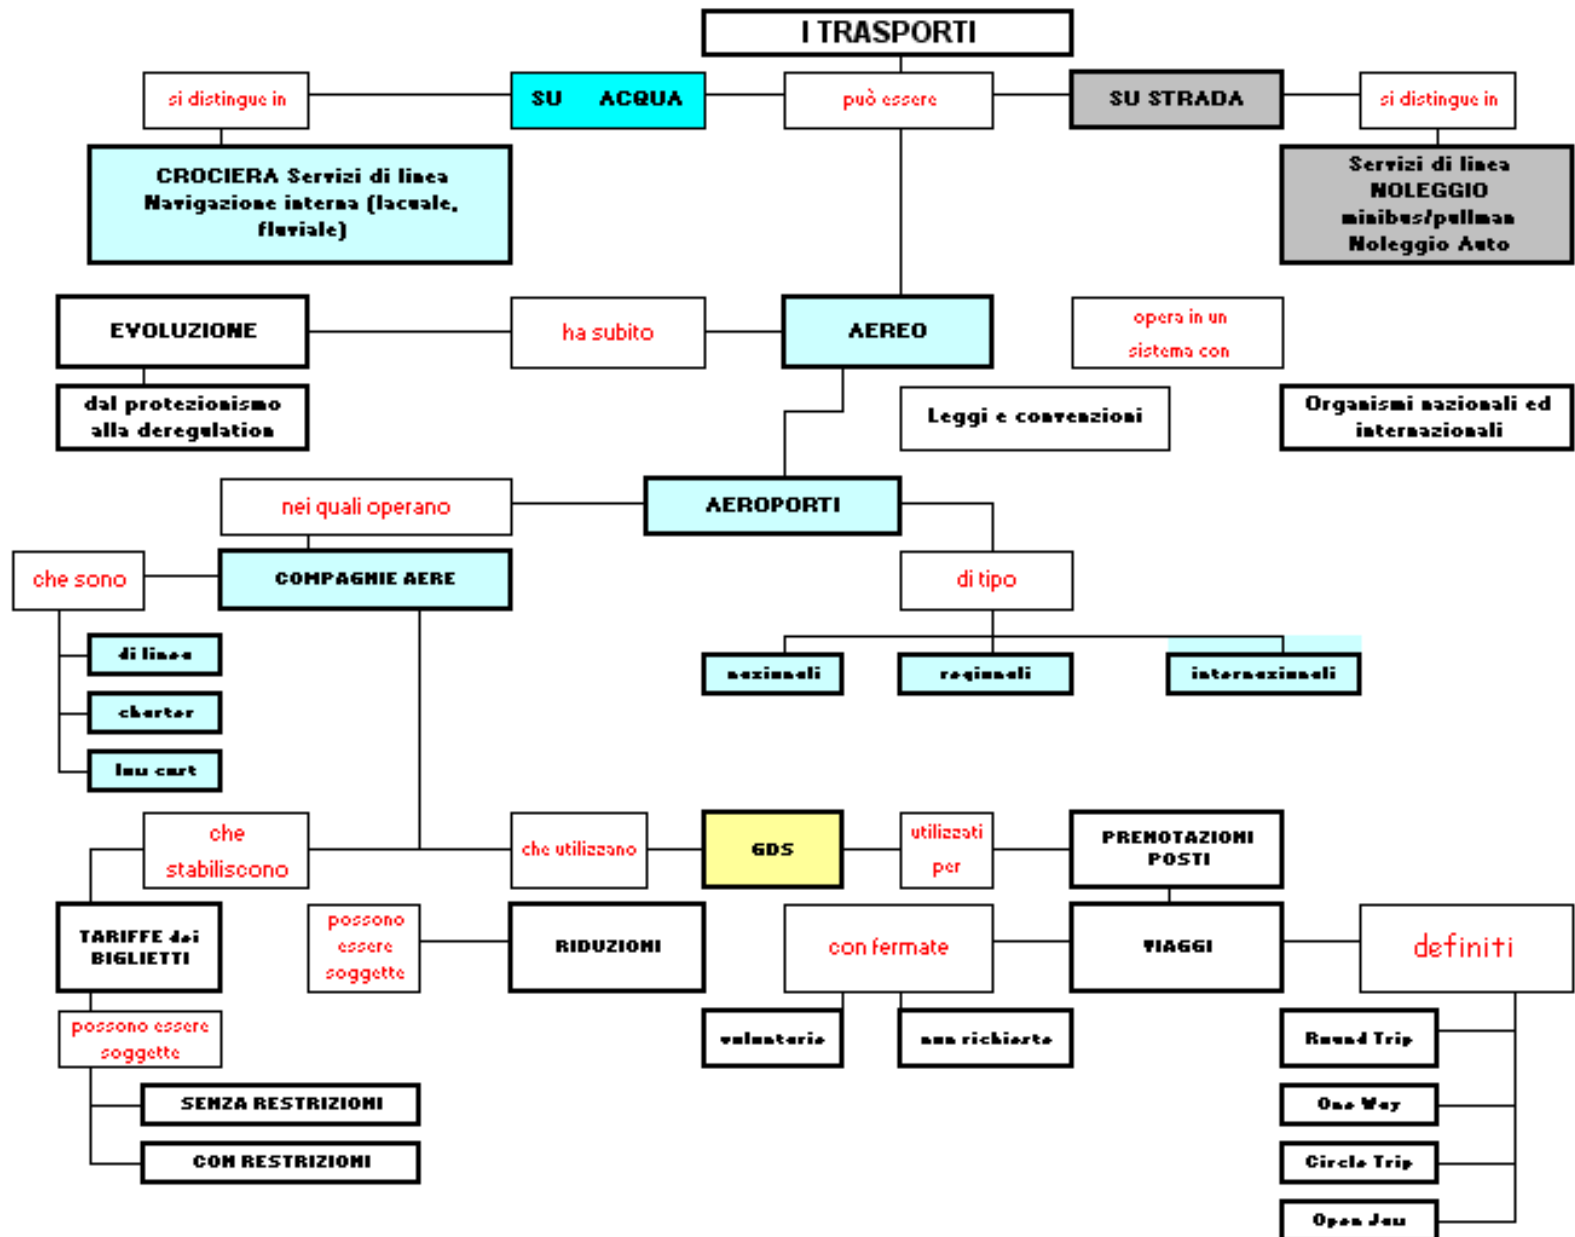 I TRASPORTI
si distingue in
SU ACQUA
può essere
SU STRADA
si distingue in
CROCIERA Servizi di linea
Navigazione interna (lacuale,
fluviale)
Servizi di linea
NOLEGGIO
minibus/pullman
Noleggio Auto
EVOLUZIONE
ha subito
AEREO
opera in un
sistema con
dal protezionismo
alla deregulation
Leggi e convenzioni
Organismi nazionali ed
internazionali
nei quali operano
AEROPORTI
che sono
COMPAGNIE AERE
di tipo
di linea
charter
low cost
nazionali
regionali
internazionali
che
stabiliscono
che utilizzano
GDS
utilizzati
per
PRENOTAZIONI
POSTI
TARIFFE dei
BIGLIETTI
possono
essere
soggette
RIDUZIONI
con fermate
VIAGGI
definiti
possono essere
soggette
volontarie
non richieste
Round Trip
SENZA RESTRIZIONI
One Way
CON RESTRIZIONI
Circle Trip
Open Jaw